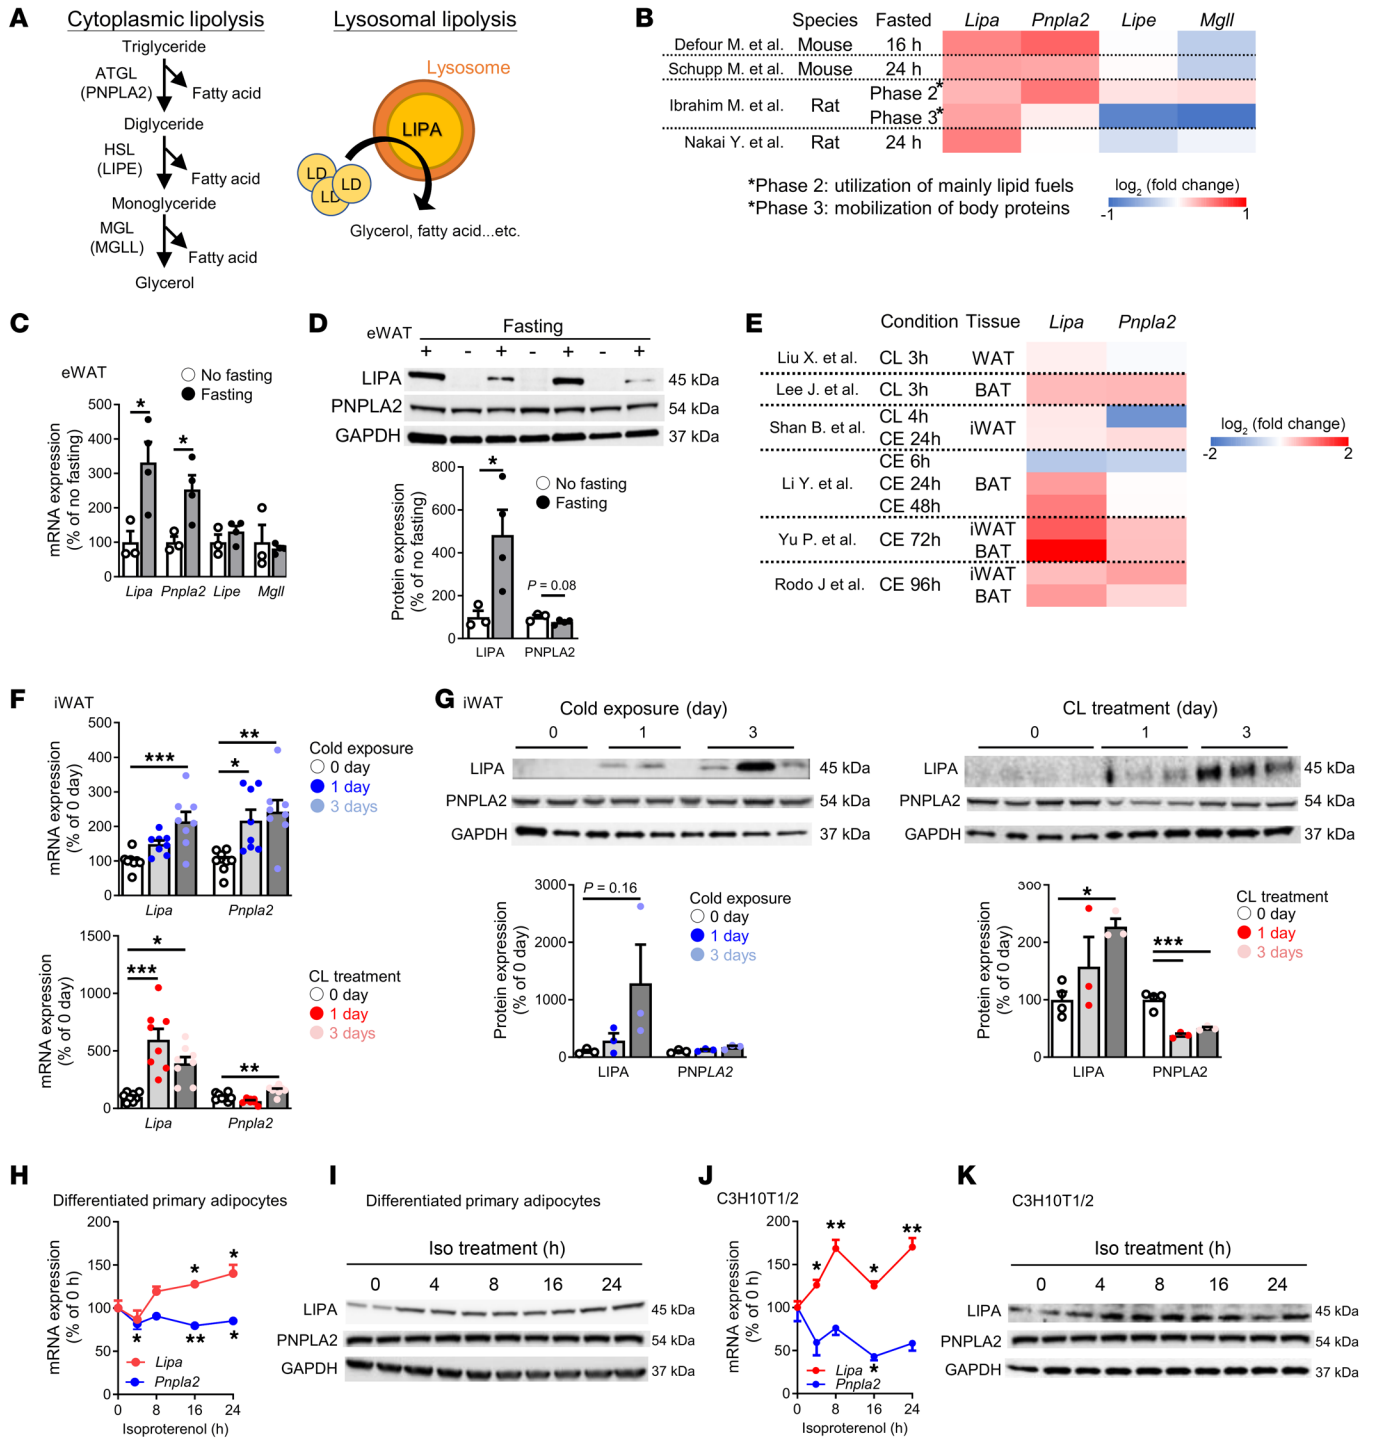 A
Cytoplasmic lipolysis
Triglyceride
ATGL
(PNPLA2)
Fatty acid
Diglyceride
HSL
(LIPE)
Fatty acid
Monoglyceride
MGL
(MGLL)
Fatty acid
Glycerol
Lysosomal lipolysis
Lysosome
LIPA
LD
LD
LD
Glycerol, fatty acid...etc.
B
Species Fasted Lipa Pnpla2 Lipe Mgll
Defour M. et al. Mouse 16 h
Schupp M. et al. Mouse 24 h
Ibrahim M. et al. Rat
Phase 2*
Phase 3*
Nakai Y. et al. Rat 24 h
*Phase 2: utilization of mainly lipid fuels
*Phase 3: mobilization of body proteins
log2 (fold change)
-1 1
C
eWAT
No fasting
Fasting
mRNA expression
(% of no fasting)
500
400
300
200
100
0
* *
Lipa Pnpla2 Lipe Mgll
D
eWAT Fasting
+ - + - + - +
LIPA 45 kDa
PNPLA2 54 kDa
GAPDH 37 kDa
Protein expression
(% of no fasting)
800
600
400
200
0
No fasting
Fasting
*
P = 0.08
LIPA PNPLA2
E
Condition Tissue Lipa Pnpla2
Liu X. et al. CL 3h WAT
Lee J. et al. CL 3h BAT
Shan B. et al. CL 4h iWAT
CE 24h
Li Y. et al. CE 6h BAT
CE 24h
CE 48h
Yu P. et al. CE 72h iWAT
BAT
Rodo J et al. CE 96h iWAT
BAT
log2 (fold change)
-2 2
F
iWAT
mRNA expression
(% of 0 day)
500
300
200
100
0
*** * **
Lipa Pnpla2
Cold exposure
0 day
1 day
3 days
mRNA expression
(% of 0 day)
1500
1000
500
0
*
*** **
Lipa Pnpla2
CL treatment
0 day
1 day
3 days
G
iWAT
Cold exposure (day)
0 1 3
LIPA 45 kDa
PNPLA2 54 kDa
GAPDH 37 kDa
CL treatment (day)
0 1 3
LIPA 45 kDa
PNPLA2 54 kDa
GAPDH 37 kDa
Protein expression
(% of 0 day)
3000
2000
1000
0
P = 0.16
LIPA PNPLA2
Cold exposure
0 day
1 day
3 days
Protein expression
(% of 0 day)
300
200
100
0
* ***
LIPA PNPLA2
CL treatment
0 day
1 day
3 days
H
Differentiated primary adipocytes
mRNA expression
(% of 0 h)
200
150
100
50
0
* *
* ** *
Lipa
Pnpla2
0 8 16 24
Isoproterenol (h)
I
Differentiated primary adipocytes
Iso treatment (h)
0 4 8 16 24
LIPA 45 kDa
PNPLA2 54 kDa
GAPDH 37 kDa
J
C3H10T1/2
mRNA expression
(% of 0 h)
200
150
100
50
0
* ** * **
*
Lipa
Pnpla2
0 8 16 24
Isoproterenol (h)
K
C3H10T1/2
Iso treatment (h)
0 4 8 16 24
LIPA 45 kDa
PNPLA2 54 kDa
GAPDH 37 kDa